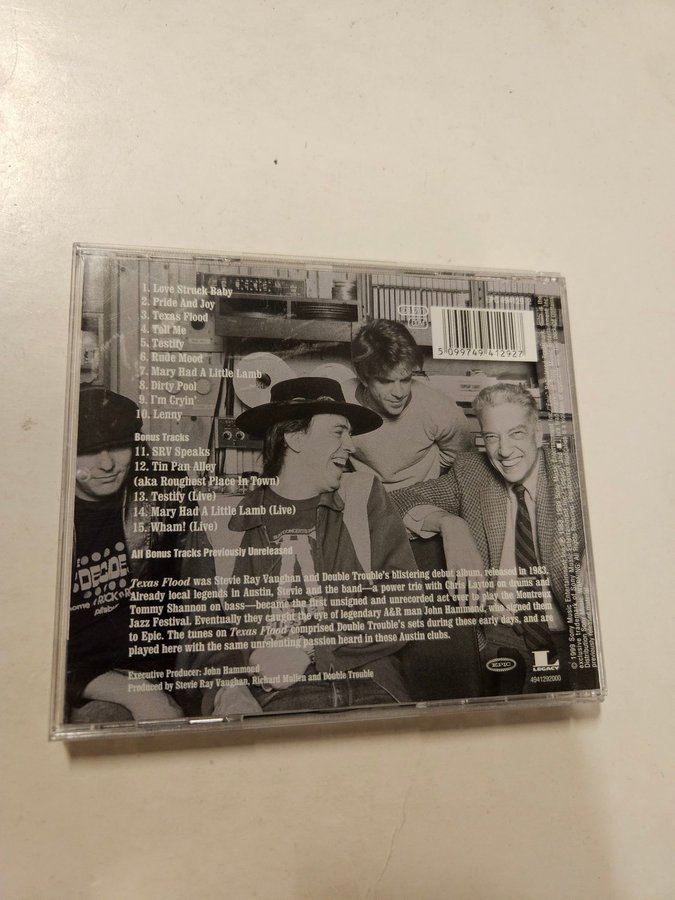 1. Love Struck Baby
2. Pride And Joy
3. Texas Flood
4. Tell Me
5. Testify
6. Rude Mood
7. Mary Had A Little Lamb
8. Dirty Pool
9. I'm Cryin'
10. Lenny
Bonus Tracks
11. SRV Speaks
12. Tin Pan Alley
(aka Roughest Place In Town)
13. Testify (Live)
14. Mary Had A Little Lamb (Live)
15. Wham! (Live)
All Bonus Tracks Previously Unreleased
Texas Flood was Stevie Ray Vaughan and Double Trouble's blistering debut album, released in 1983.
Already local legends in Austin, Stevie and the band—a power trio with Chris Layton on drums and
Tommy Shannon on bass—became the first unsigned and unrecorded act ever to play the Montreux
Jazz Festival. Eventually they caught the eye of legendary A&R man John Hammond, who signed them
to Epic. The tunes on Texas Flood comprised Double Trouble's sets during those early days, and are
played here with the same unrelenting passion heard in those Austin clubs.
Executive Producer: John Hammond
Produced by Stevie Ray Vaughan, Richard Mullen and Double Trouble
5 099749 412927
DECADE
EPIC
L
LEGACY
4941292000
© 1999 Sony Music